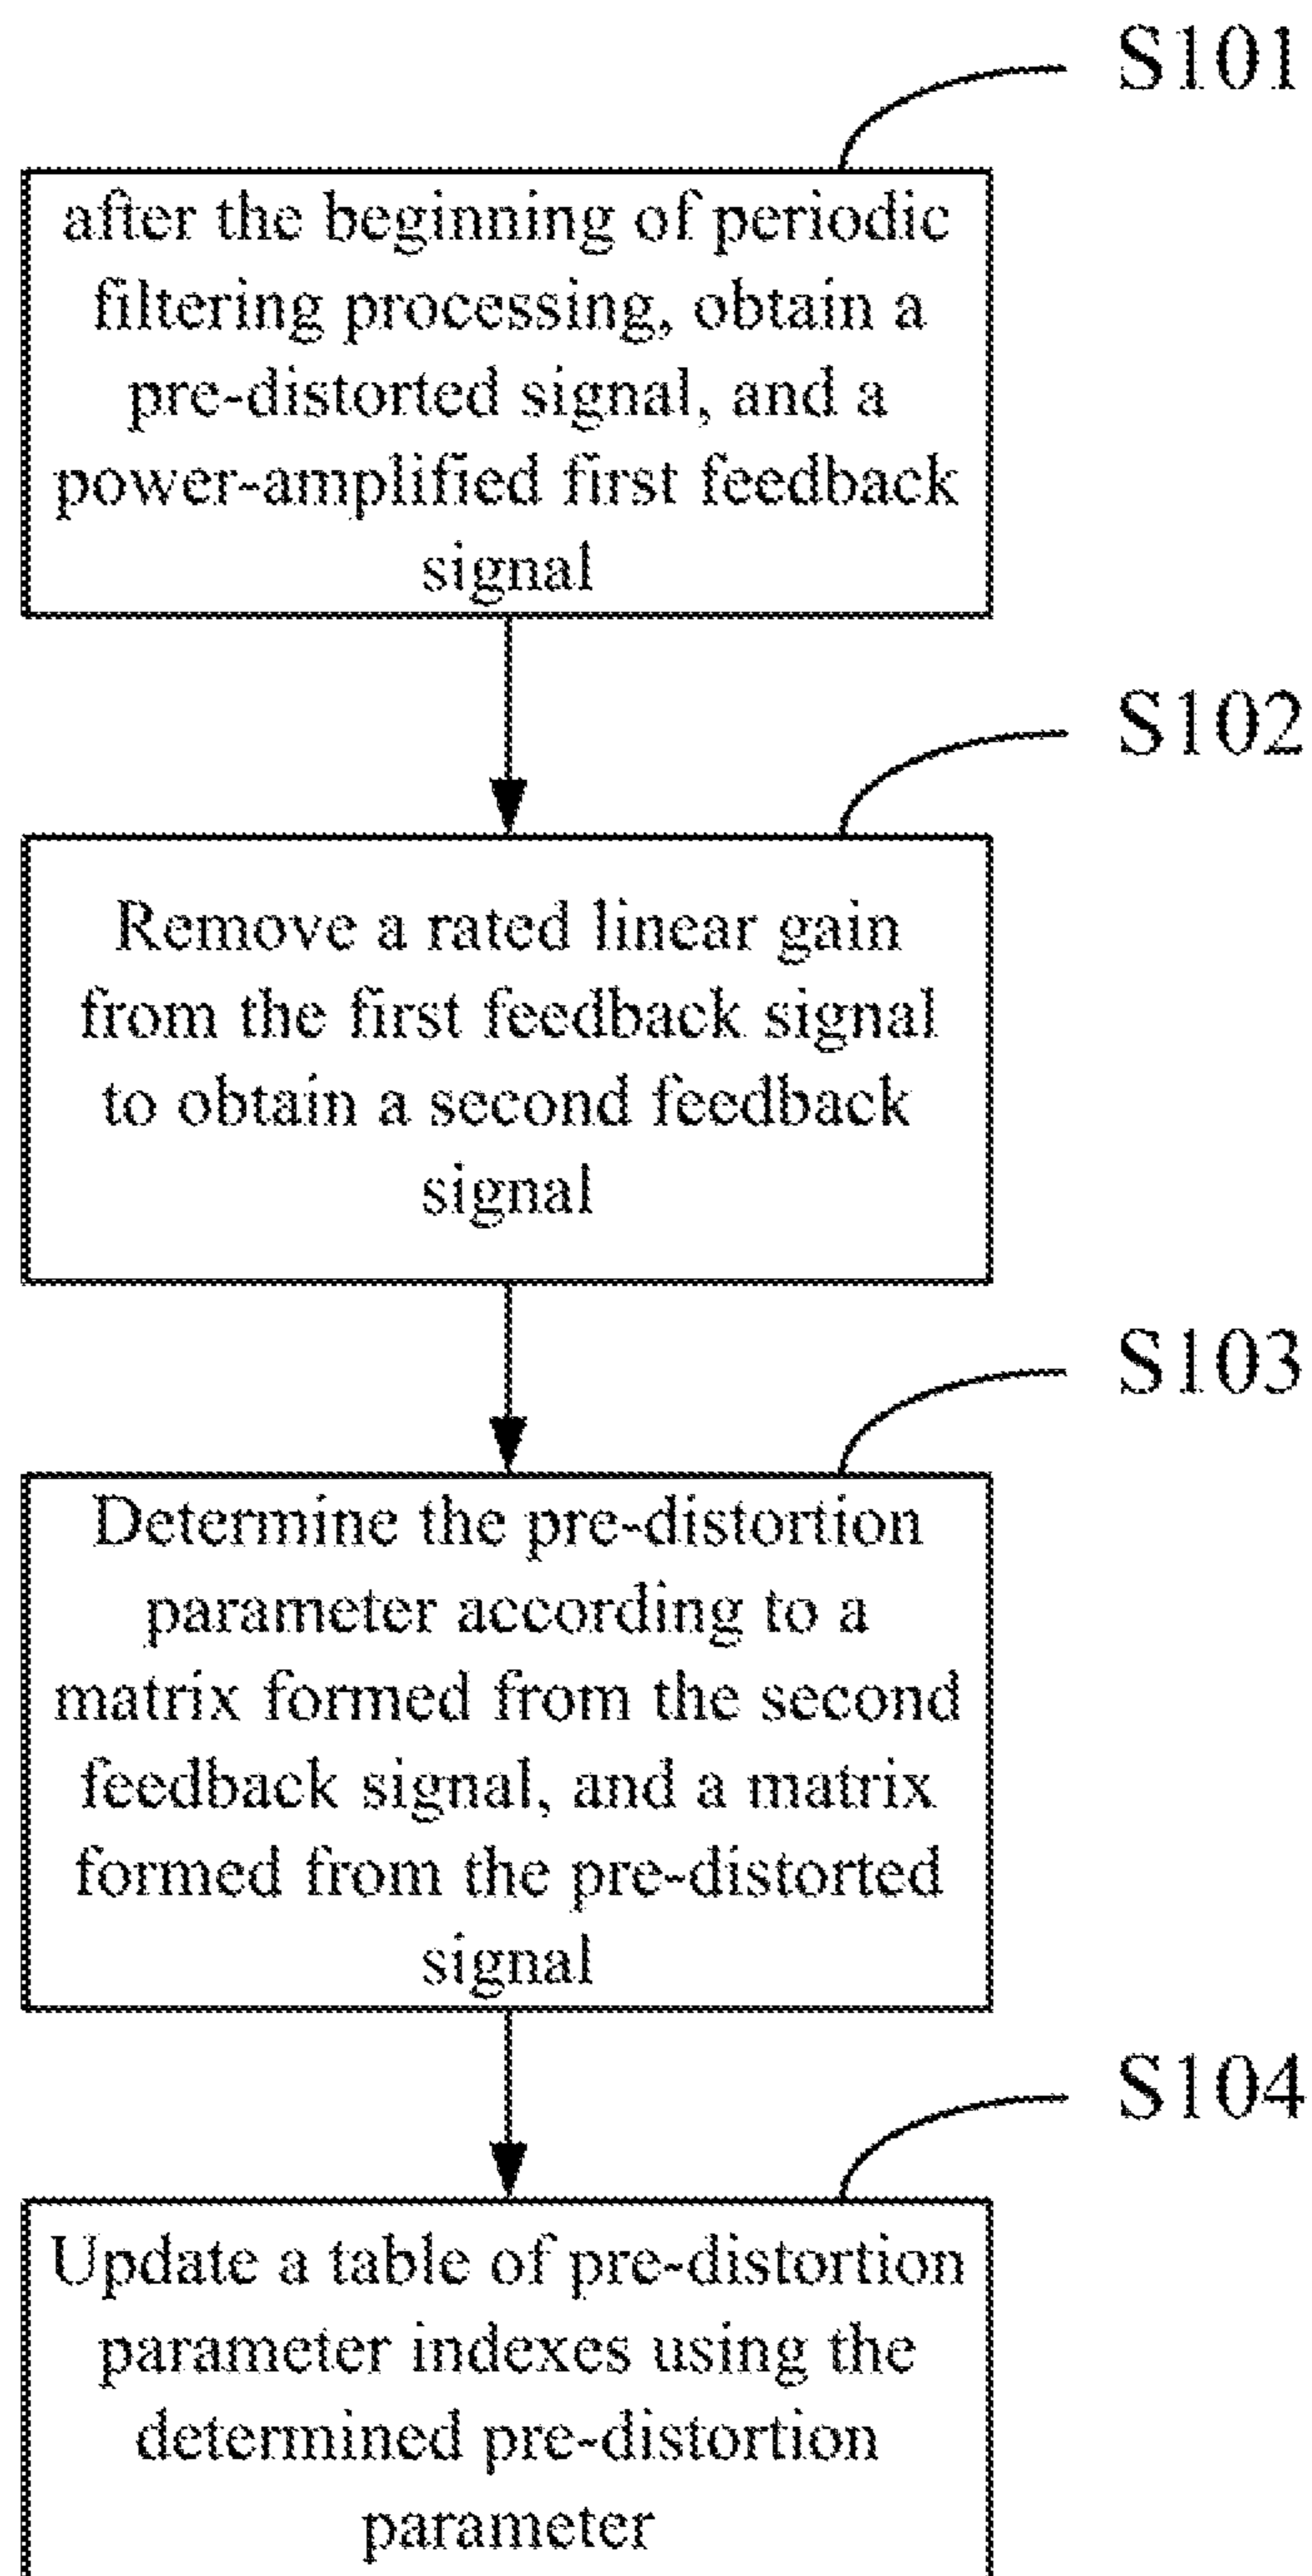 S101
after the beginning of periodic
filtering processing, obtain a
pre-distorted signal, and a
power-amplified first feedback
signal
S102
Remove a rated linear gain
from the first feedback signal
to obtain a second feedback
signal
S103
Determine the pre-distortion
parameter according to a
matrix formed from the second
feedback signal, and a matrix
formed from the pre-distorted
signal
S104
Update a table of pre-distortion
parameter indexes using the
determined pre-distortion
parameter